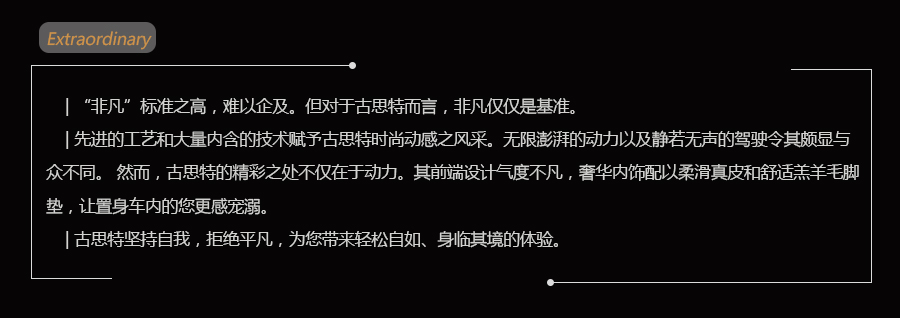 Extraordinary
| “非凡”标准之高，难以企及。但对于古思特而言，非凡仅仅是基准。
| 先进的工艺和大量内含的技术赋予古思特时尚动感之风采。无限澎湃的动力以及静若无声的驾驶令其颇显与
众不同。 然而，古思特的精彩之处不仅在于动力。其前端设计气度不凡，奢华内饰配以柔滑真皮和舒适羔羊毛脚
垫，让置身车内的您更感宠溺。
| 古思特坚持自我，拒绝平凡，为您带来轻松自如、身临其境的体验。